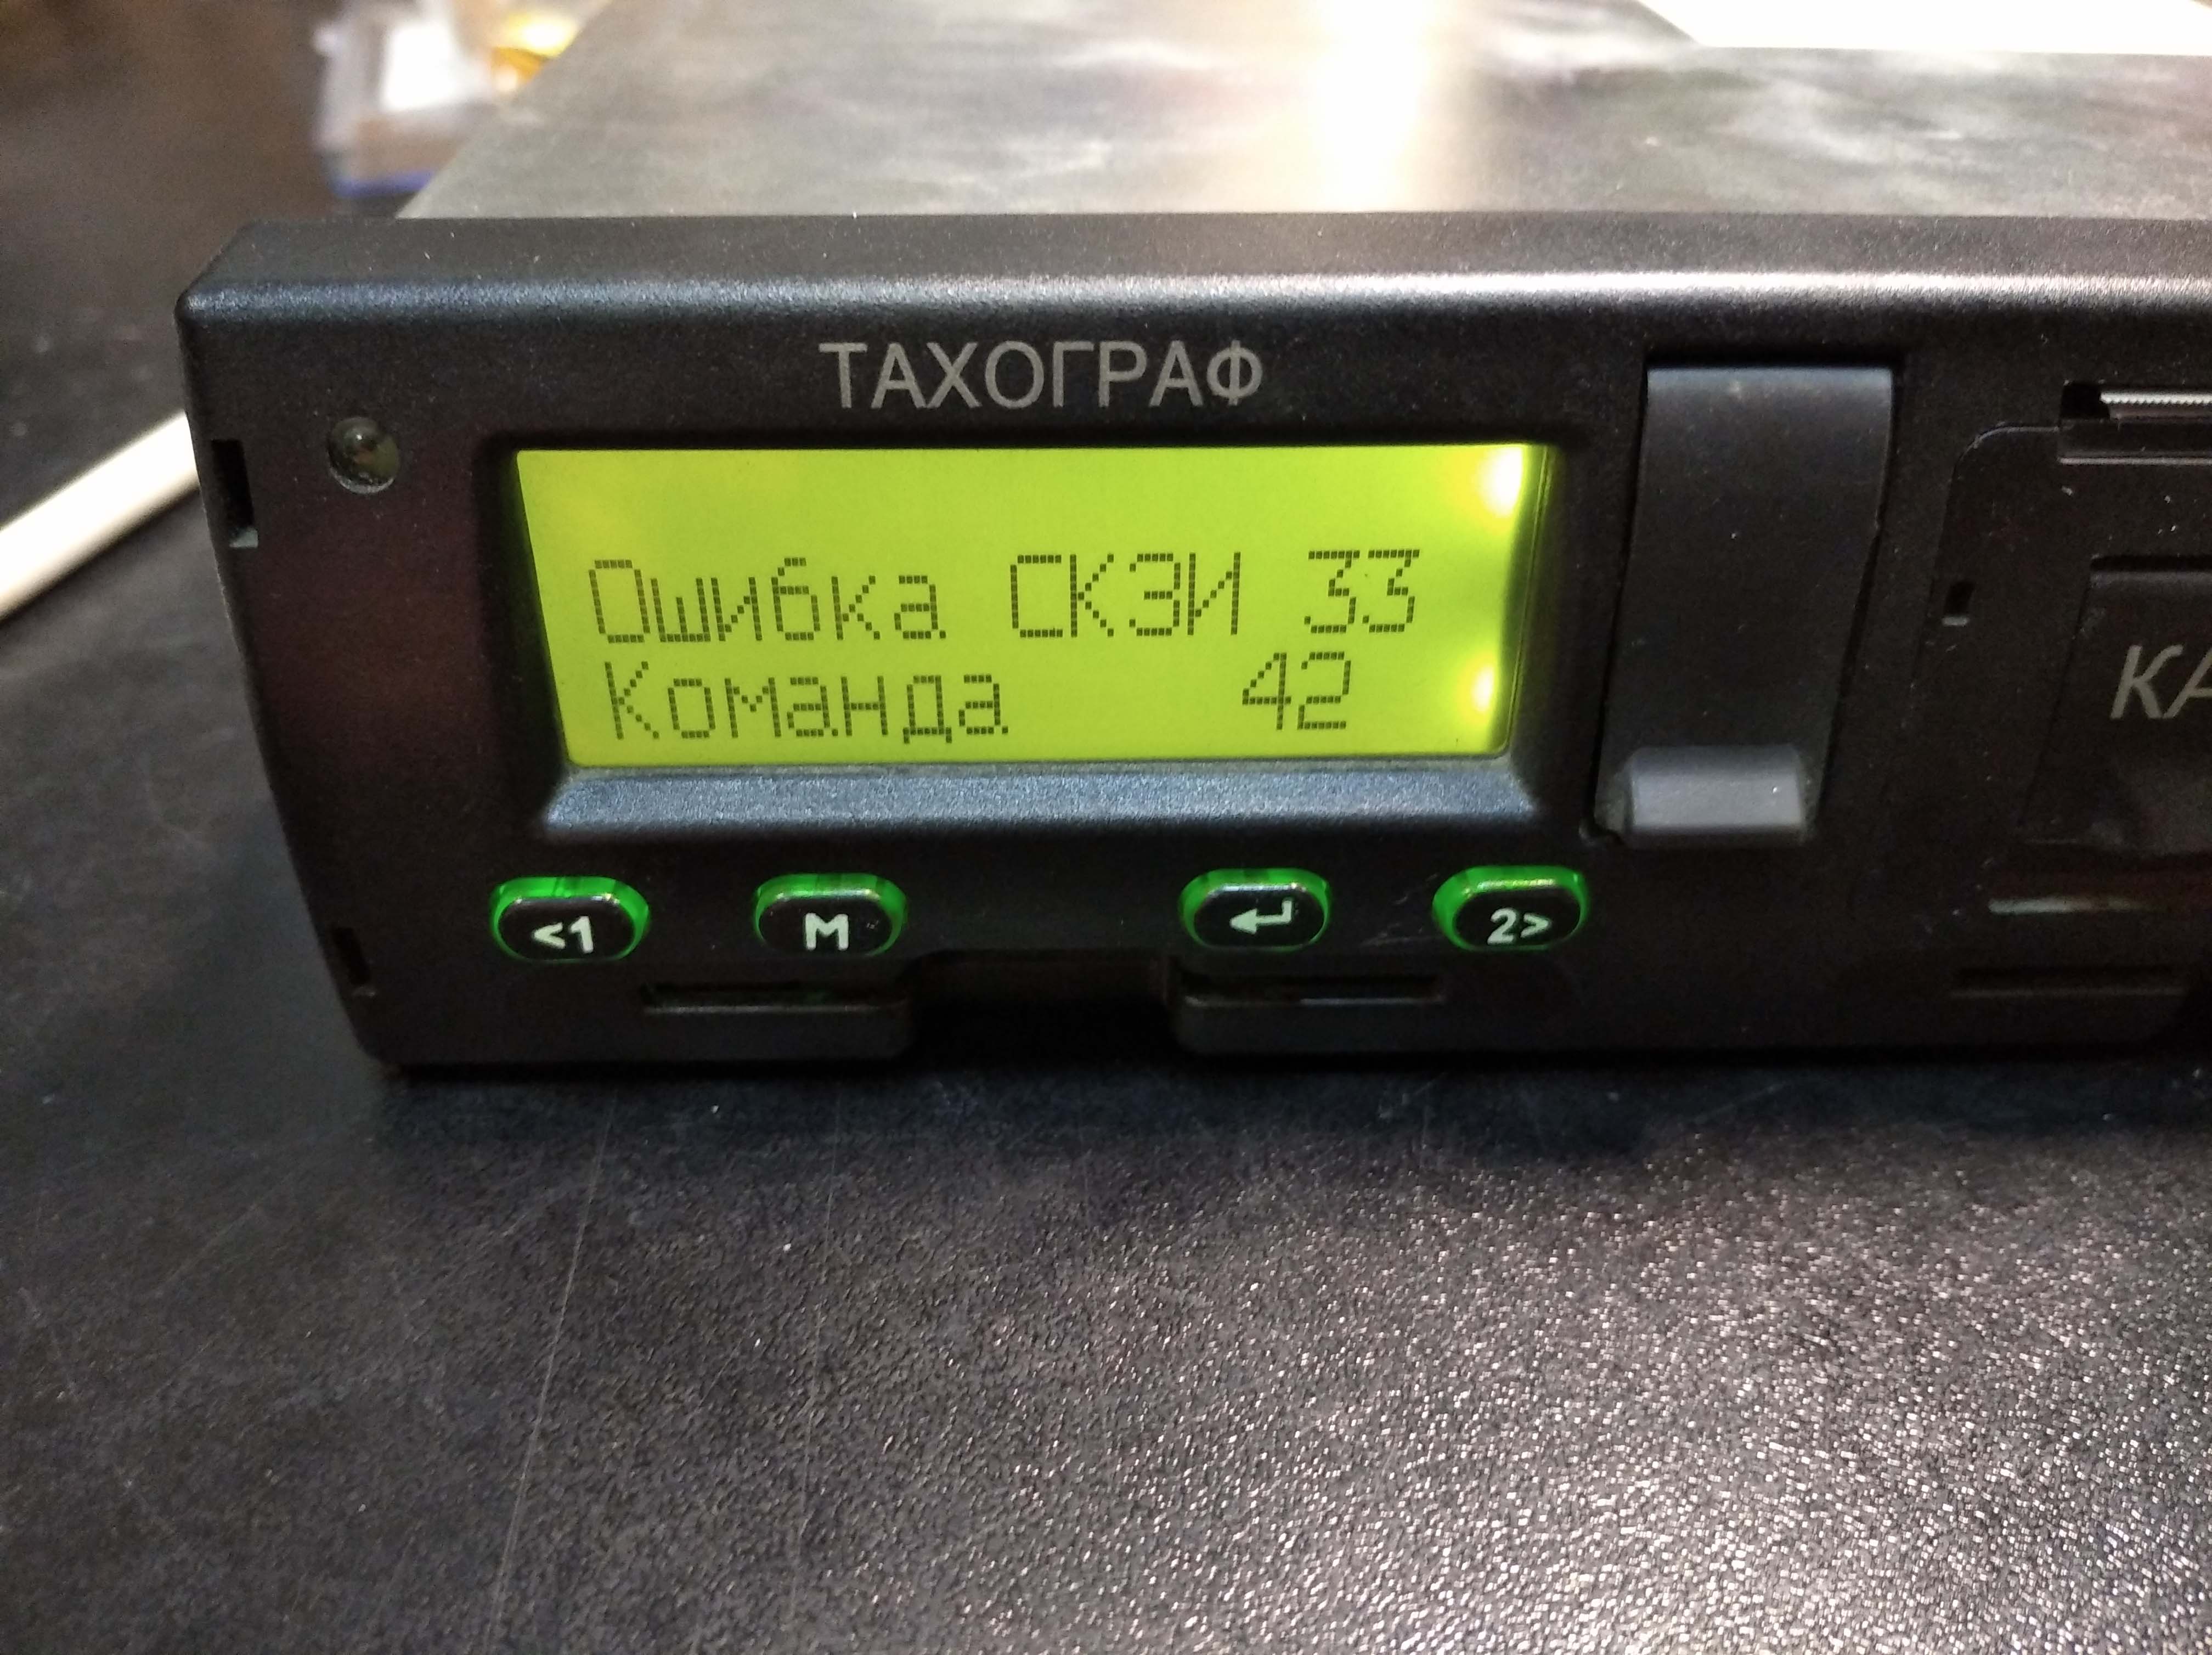 ТАХОГРАФ
Ошибка СКЗИ 33
Команда 42
<1 M ↵ 2>